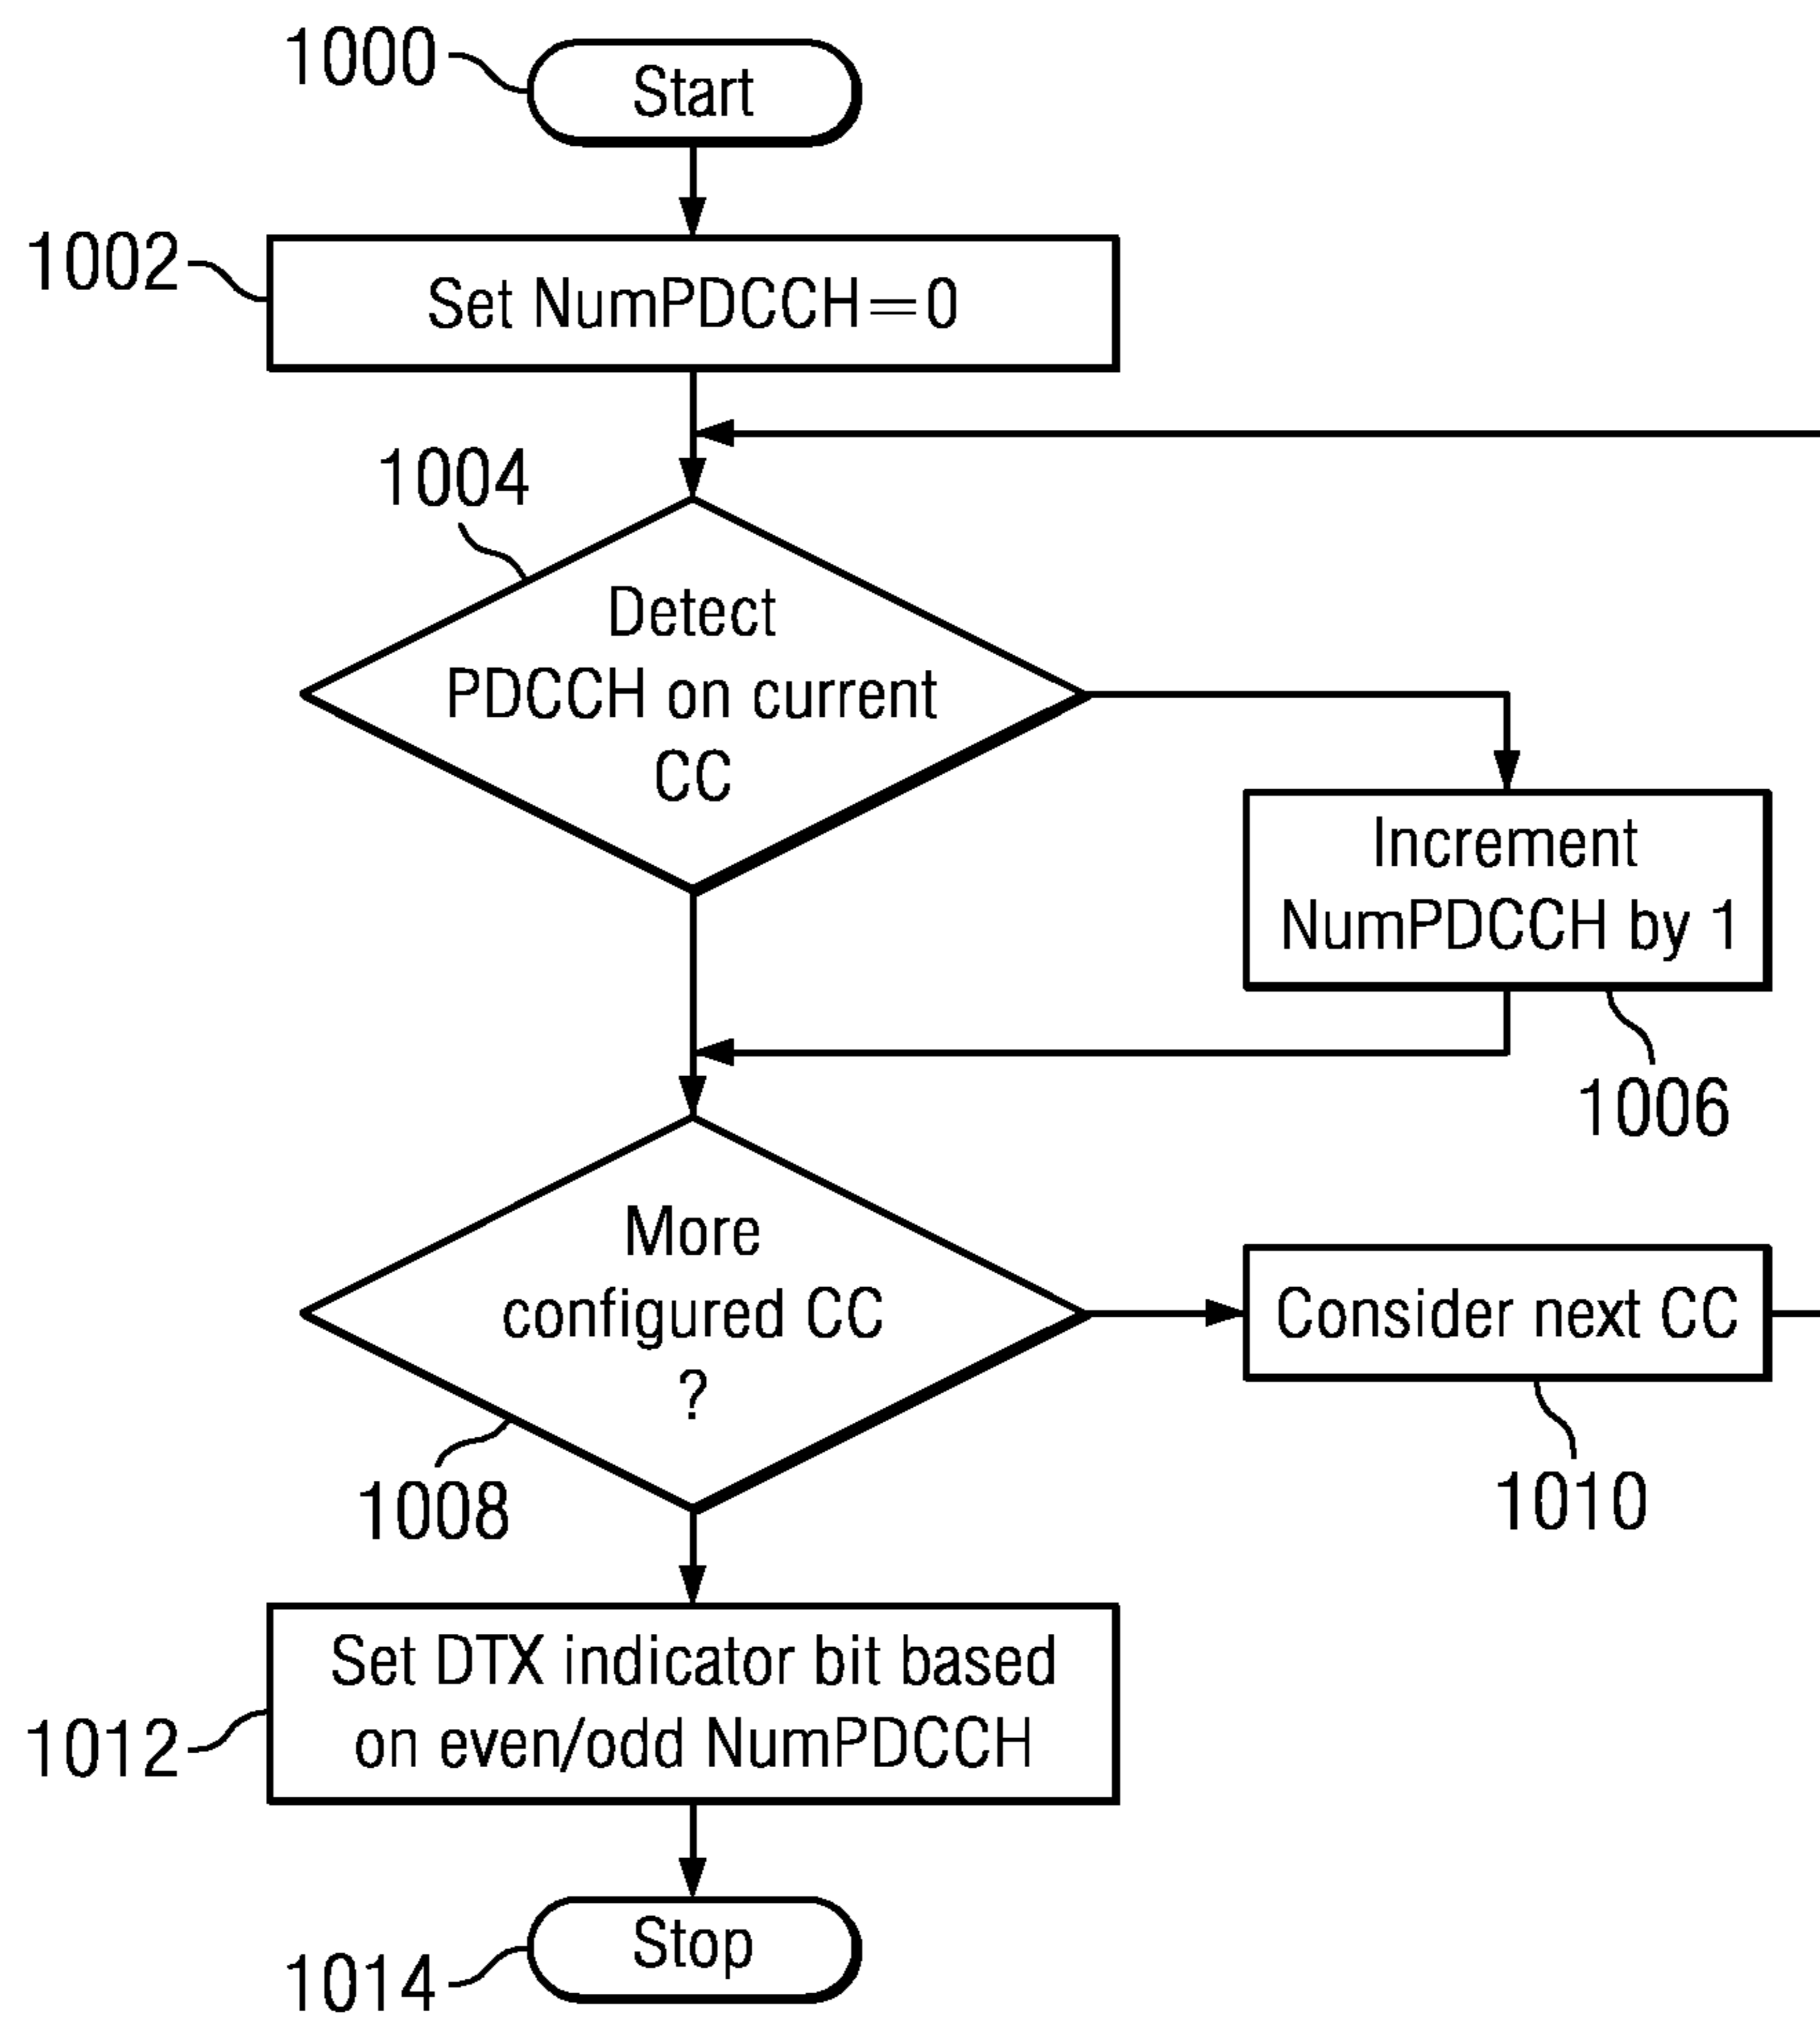 1000
Start
1002
Set NumPDCCH=0
1004
Detect
PDCCH on current
CC
Increment
NumPDCCH by 1
1006
More
configured CC
?
Consider next CC
1008
1010
Set DTX indicator bit based
on even/odd NumPDCCH
1012
Stop
1014